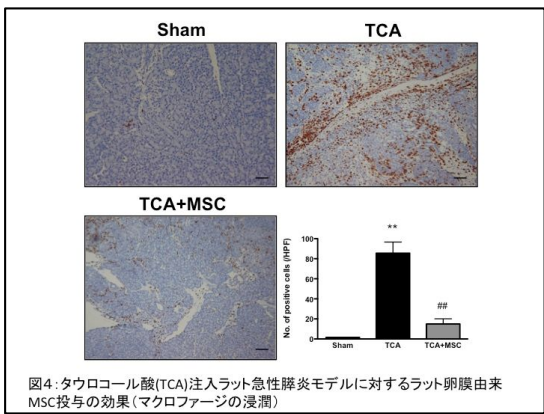 Sham
TCA
TCA+MSC
No. of positive cells (/HPF)
100
80
60
40
20
0
**
##
Sham
TCA
TCA+MSC
図4:タウロコール酸(TCA)注入ラット急性膵炎モデルに対するラット卵膜由来
MSC投与の効果(マクロファージの浸潤)